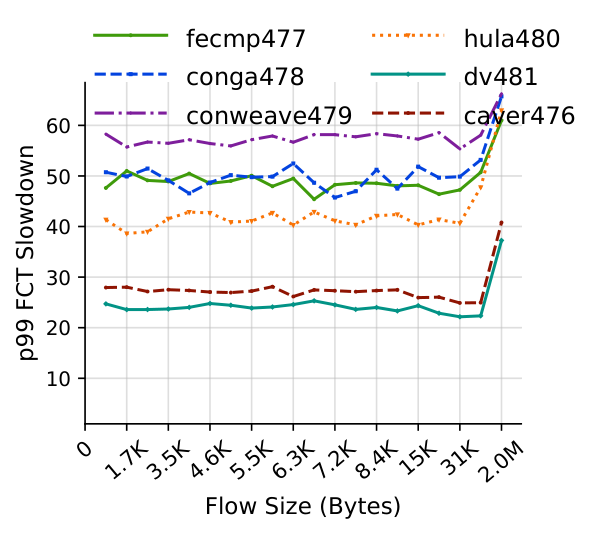 fecmp477 hula480
conga478 dv481
conweave479 caver476
60
50
40
30
20
10
p99 FCT Slowdown
0 1.7K 3.5K 4.6K 5.5K 6.3K 7.2K 8.4K 15K 31K 2.0M
Flow Size (Bytes)